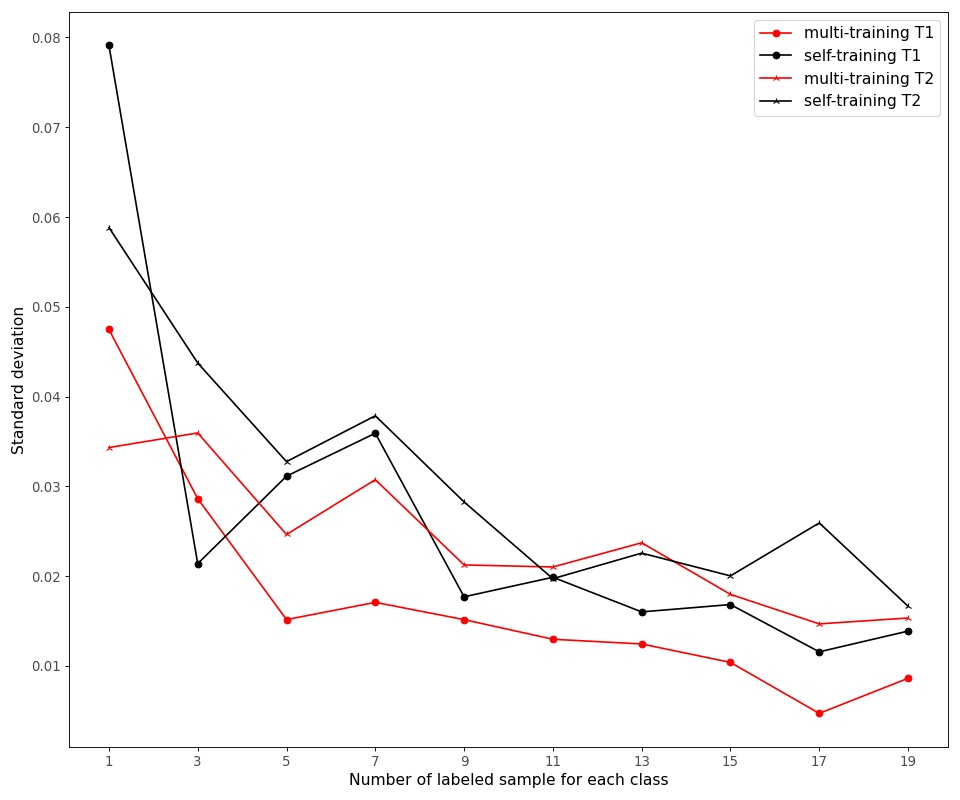 multi-training T1
self-training T1
multi-training T2
self-training T2
0.08
0.07
0.06
0.05
0.04
0.03
0.02
0.01
Standard deviation
1 3 5 7 9 11 13 15 17 19
Number of labeled sample for each class